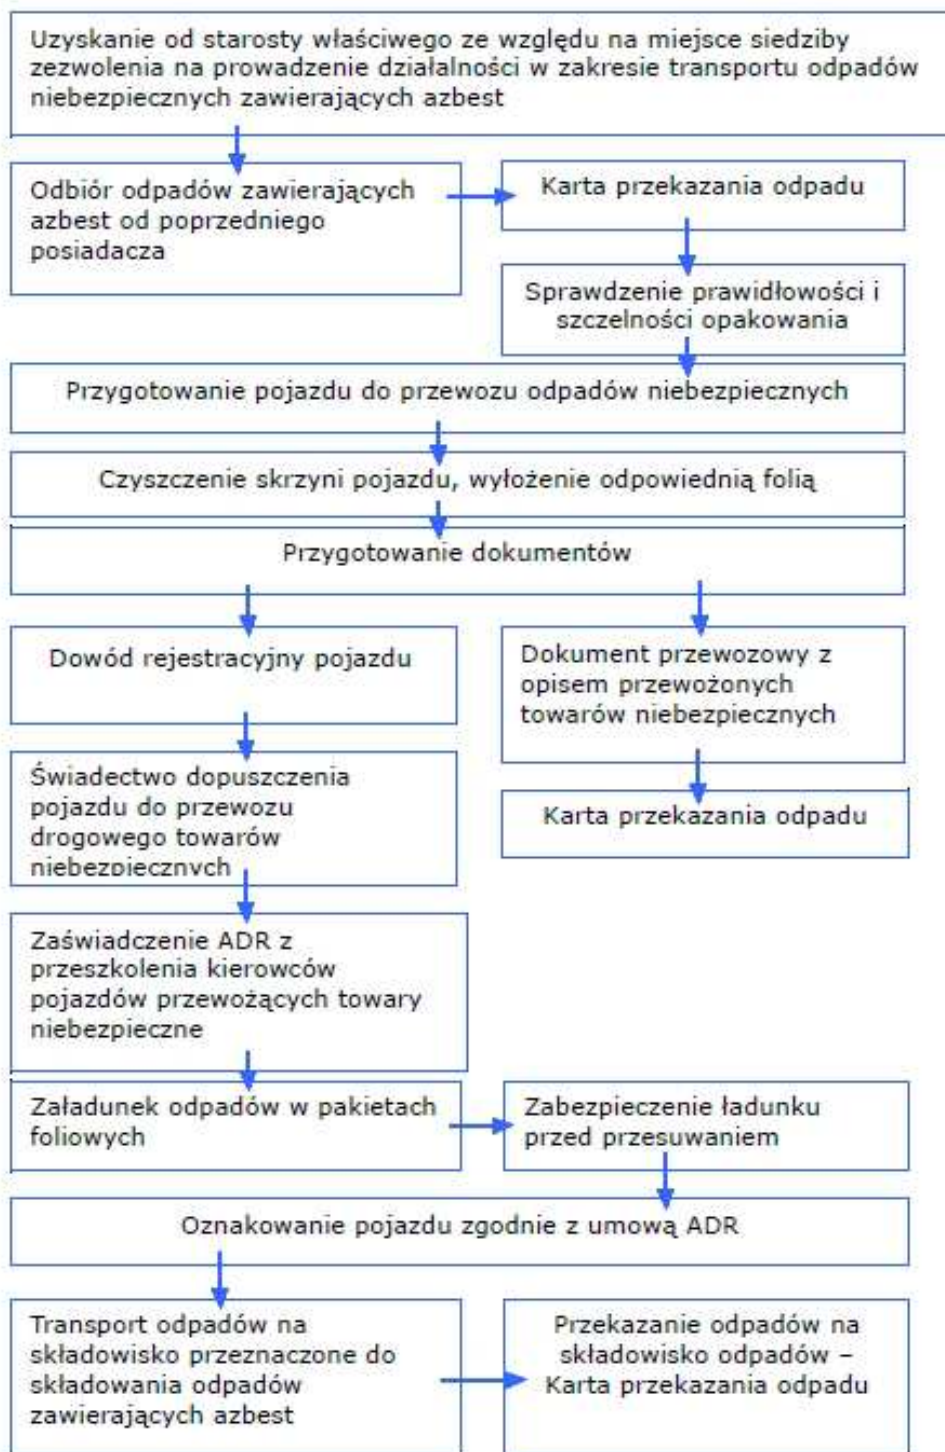 Uzyskanie od starosty właściwego ze względu na miejsce siedziby
zezwolenia na prowadzenie działalności w zakresie transportu odpadów
niebezpiecznych zawierających azbest
Odbiór odpadów zawierających
azbest od poprzedniego
posiadacza
Karta przekazania odpadu
Sprawdzenie prawidłowości i
szczelności opakowania
Przygotowanie pojazdu do przewozu odpadów niebezpiecznych
Czyszczenie skrzyni pojazdu, wyłożenie odpowiednią folią
Przygotowanie dokumentów
Dowód rejestracyjny pojazdu
Dokument przewozowy z
opisem przewożonych
towarów niebezpiecznych
Świadectwo dopuszczenia
pojazdu do przewozu
drogowego towarów
niebezpiecznych
Karta przekazania odpadu
Zaświadczenie ADR z
przeszkolenia kierowców
pojazdów przewożących towary
niebezpieczne
Załadunek odpadów w pakietach
foliowych
Zabezpieczenie ładunku
przed przesuwaniem
Oznakowanie pojazdu zgodnie z umową ADR
Transport odpadów na
składowisko przeznaczone do
składowania odpadów
zawierających azbest
Przekazanie odpadów na
składowisko odpadów –
Karta przekazania odpadu